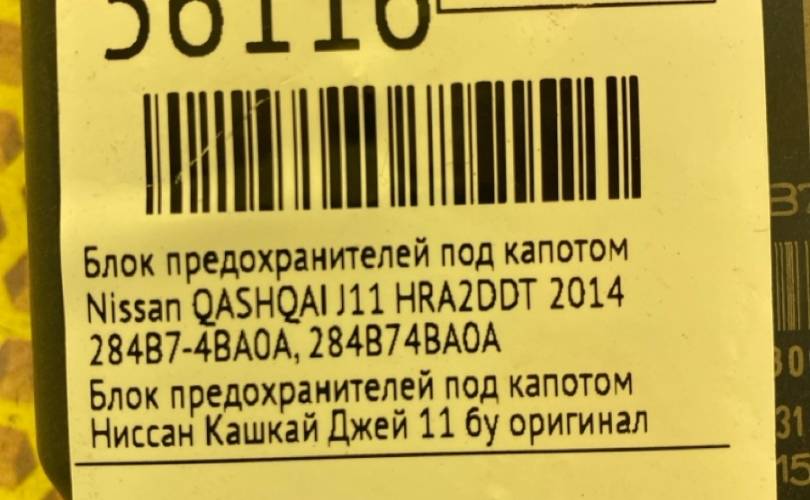 56116
Блок предохранителей под капотом
Nissan QASHQAI J11 HRA2DDT 2014
284B7-4BA0A, 284B74BA0A
Блок предохранителей под капотом
Ниссан Кашкай Джей 11 бу оригинал